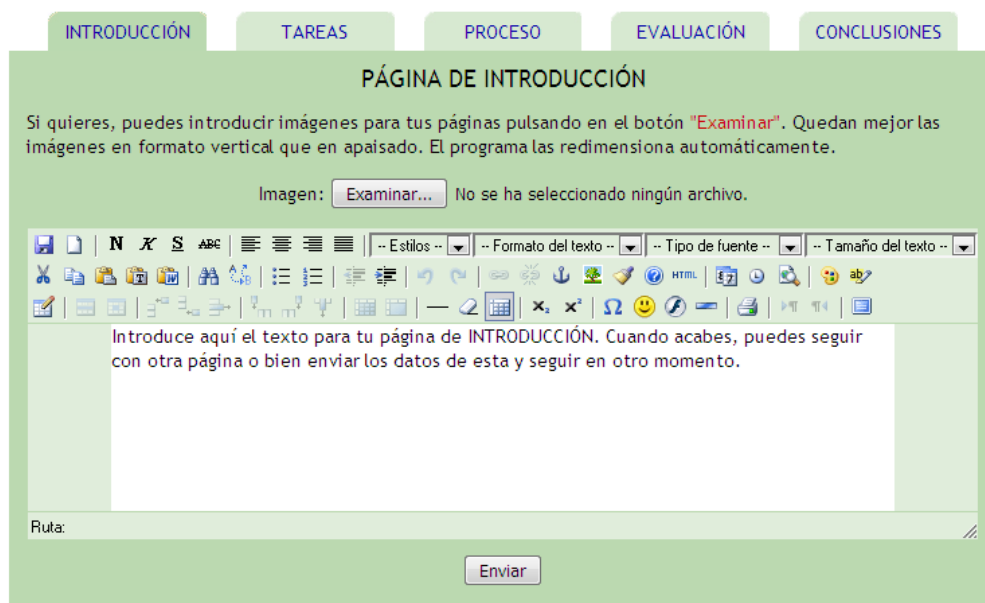 INTRODUCCIÓN TAREAS PROCESO EVALUACIÓN CONCLUSIONES
PÁGINA DE INTRODUCCIÓN
Si quieres, puedes introducir imágenes para tus páginas pulsando en el botón "Examinar". Quedan mejor las
imágenes en formato vertical que en apaisado. El programa las redimensiona automáticamente.
Imagen: Examinar... No se ha seleccionado ningún archivo.
N K S ABC -- Estilos -- -- Formato del texto -- -- Tipo de fuente -- -- Tamaño del texto --
HTML
Introduce aquí el texto para tu página de INTRODUCCIÓN. Cuando acabes, puedes seguir
con otra página o bien enviar los datos de esta y seguir en otro momento.
Ruta:
Enviar